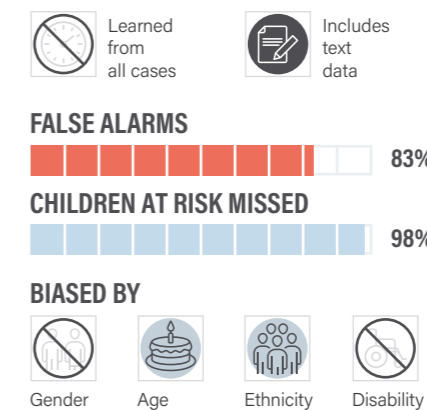 Learned
from
all cases
Includes
text
data
FALSE ALARMS
83%
CHILDREN AT RISK MISSED
98%
BIASED BY
Gender
Age
Ethnicity
Disability